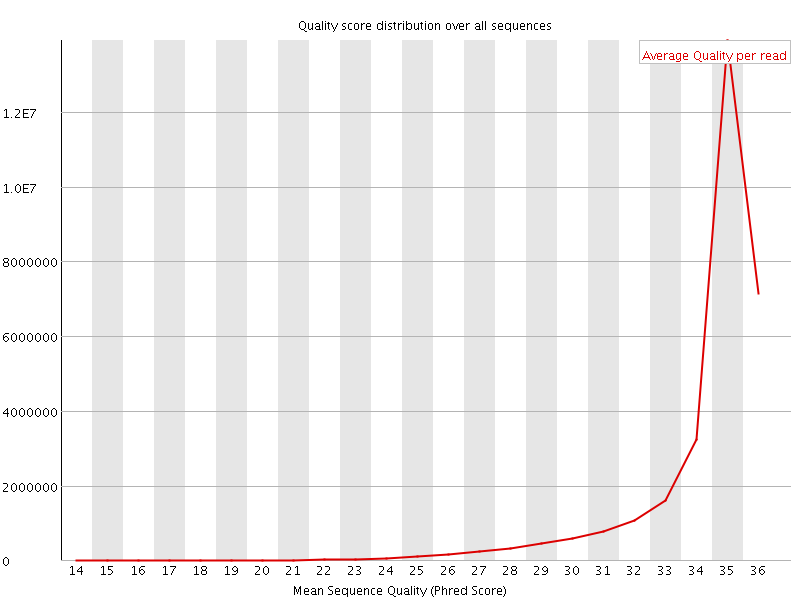 Quality score distribution over all sequences
Average Quality per read
1.2E7
1.0E7
8000000
6000000
4000000
2000000
0
14 15 16 17 18 19 20 21 22 23 24 25 26 27 28 29 30 31 32 33 34 35 36
Mean Sequence Quality (Phred Score)